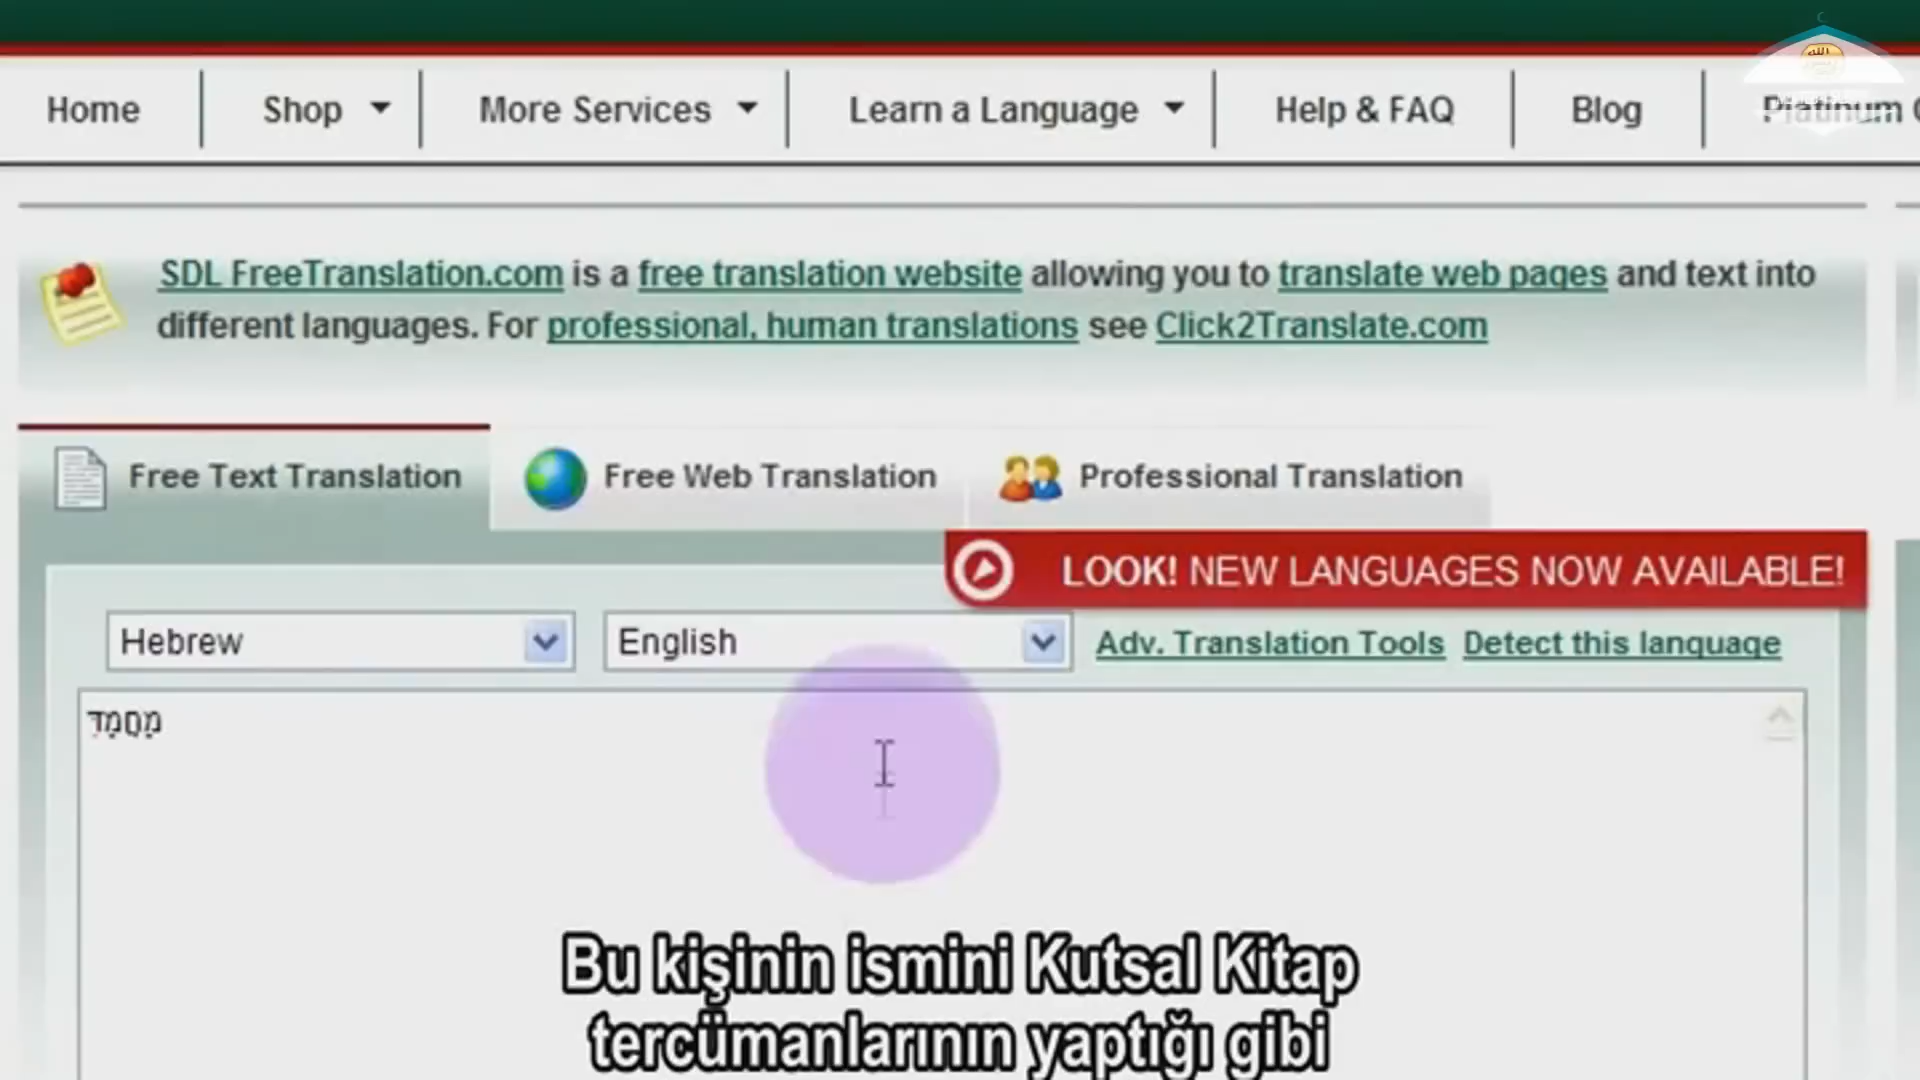 Home
Shop
More Services
Learn a Language
Help & FAQ
Blog
Platinum
SDL FreeTranslation.com is a free translation website allowing you to translate web pages and text into
different languages. For professional, human translations see Click2Translate.com
Free Text Translation
Free Web Translation
Professional Translation
LOOK! NEW LANGUAGES NOW AVAILABLE!
Hebrew
English
Adv. Translation Tools
Detect this language
מַחֲמַדִּ
Bu kişinin ismini Kutsal Kitap
tercümanlarının yaptığı gibi